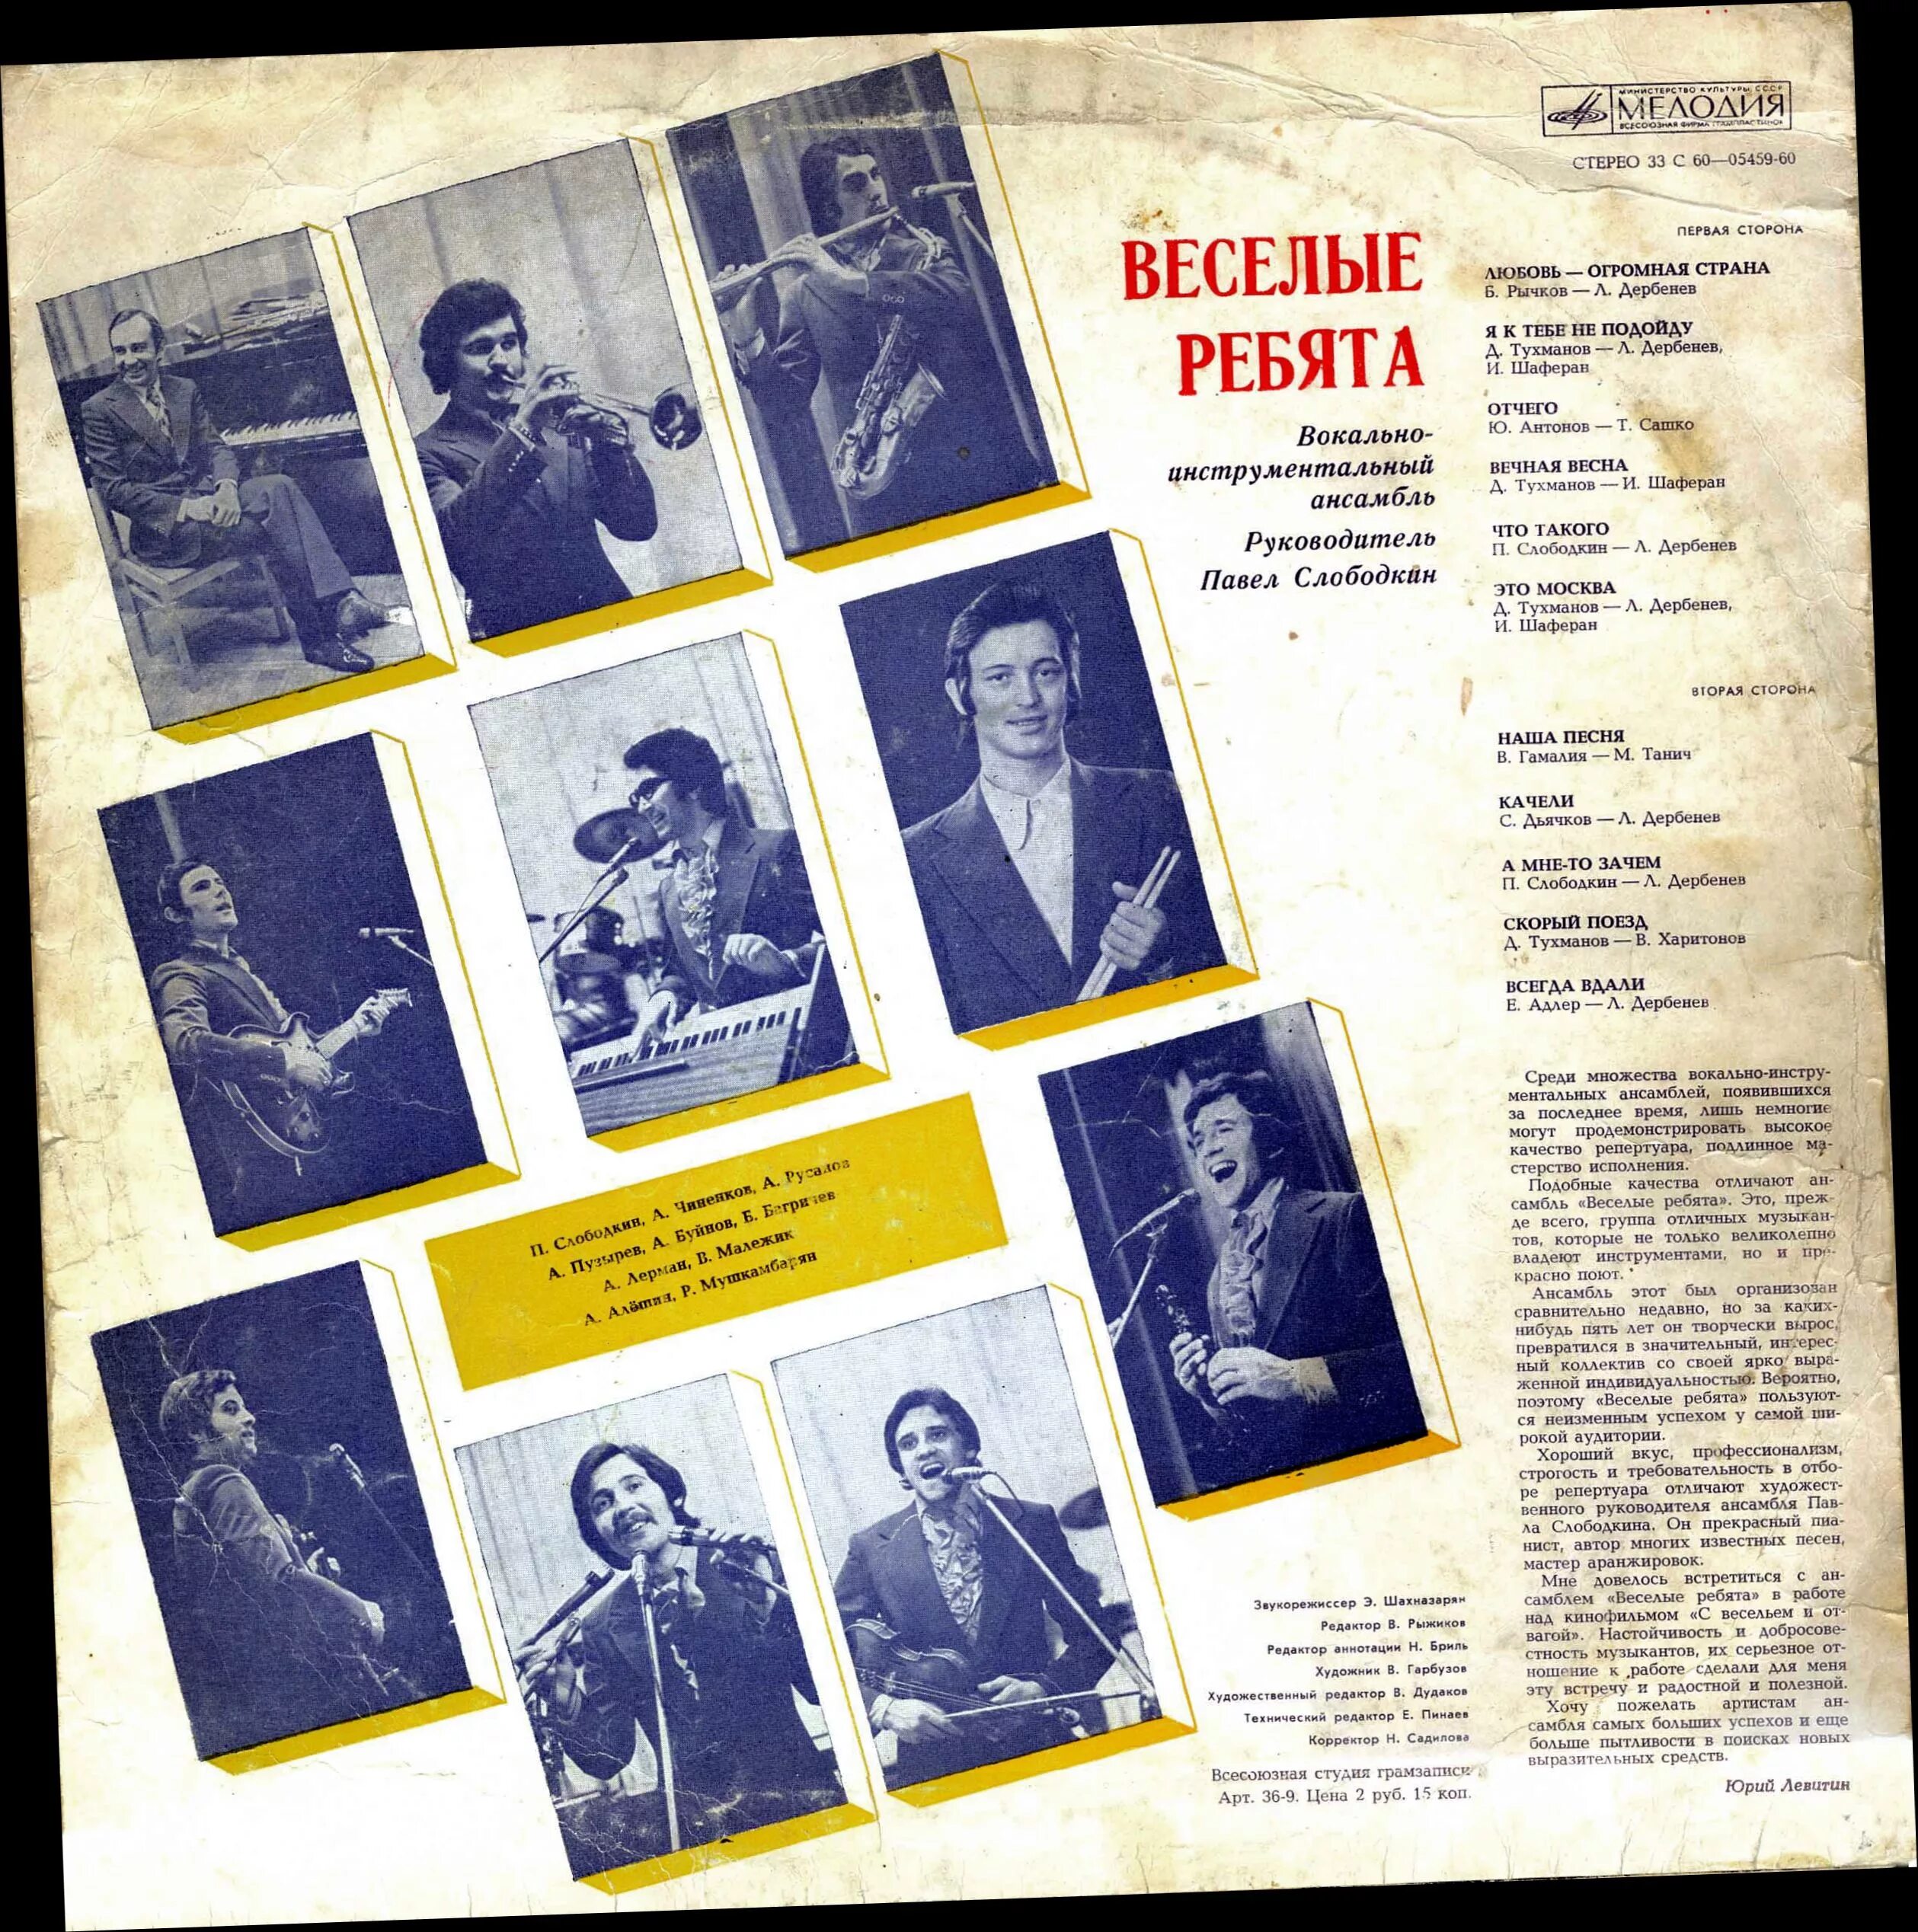 МИНИСТЕРСТВО КУЛЬТУРЫ СССР
МЕЛОДИЯ
ВСЕСОЮЗНАЯ ФИРМА ГРАМПЛАСТИНОК
СТЕРЕО 33 С 60—05459-60
ВЕСЕЛЫЕ
РЕБЯТА
Вокально-
инструментальный
ансамбль
Руководитель
Павел Слободкин
ПЕРВАЯ СТОРОНА
ЛЮБОВЬ — ОГРОМНАЯ СТРАНА
Б. Рычков — Л. Дербенев
Я К ТЕБЕ НЕ ПОДОЙДУ
Д. Тухманов — Л. Дербенев,
И. Шаферан
ОТЧЕГО
Ю. Антонов — Т. Сашко
ВЕЧНАЯ ВЕСНА
Д. Тухманов — И. Шаферан
ЧТО ТАКОГО
П. Слободкин — Л. Дербенев
ЭТО МОСКВА
Д. Тухманов — Л. Дербенев,
И. Шаферан
ВТОРАЯ СТОРОНА
НАША ПЕСНЯ
В. Гамалия — М. Танич
КАЧЕЛИ
С. Дьячков — Л. Дербенев
А МНЕ-ТО ЗАЧЕМ
П. Слободкин — Л. Дербенев
СКОРЫЙ ПОЕЗД
Д. Тухманов — В. Харитонов
ВСЕГДА ВДАЛИ
Е. Адлер — Л. Дербенев
Среди множества вокально-инстру-
ментальных ансамблей, появившихся
за последнее время, лишь немногие
могут продемонстрировать высокое
качество репертуара, подлинное ма-
стерство исполнения.
Подобные качества отличают ан-
самбль «Веселые ребята». Это, преж-
де всего, группа отличных музыкан-
тов, которые не только великолепно
владеют инструментами, но и пре-
красно поют.
Ансамбль этот был организован
сравнительно недавно, но за каких-
нибудь пять лет он творчески вырос,
превратился в значительный, интерес-
ный коллектив со своей ярко выра-
женной индивидуальностью. Вероятно,
поэтому «Веселые ребята» пользуют-
ся неизменным успехом у самой ши-
рокой аудитории.
Хороший вкус, профессионализм,
строгость и требовательность в отбо-
ре репертуара отличают художест-
венного руководителя ансамбля Пав-
ла Слободкина. Он прекрасный пиа-
нист, автор многих известных песен,
мастер аранжировок.
Мне довелось встретиться с ан-
самблем «Веселые ребята» в работе
над кинофильмом «С весельем и от-
вагой». Настойчивость и добросове-
стность музыкантов, их серьезное от-
ношение к работе сделали для меня
эту встречу и радостной и полезной.
Хочу пожелать артистам ан-
самбля самых больших успехов и еще
больше пытливости в поисках новых
выразительных средств.
Юрий Левитин
П. Слободкин, А. Чиненков, А. Русалов
А. Пузырев, А. Буйнов, Б. Багричев
А. Лерман, В. Малежик
А. Алёшин, Р. Мушкамбарян
Звукорежиссер Э. Шахназарян
Редактор В. Рыжиков
Редактор аннотации Н. Бриль
Художник В. Гарбузов
Художественный редактор В. Дудаков
Технический редактор Е. Пинаев
Корректор Н. Садилова
Всесоюзная студия грамзаписи
Арт. 36-9. Цена 2 руб. 15 коп.